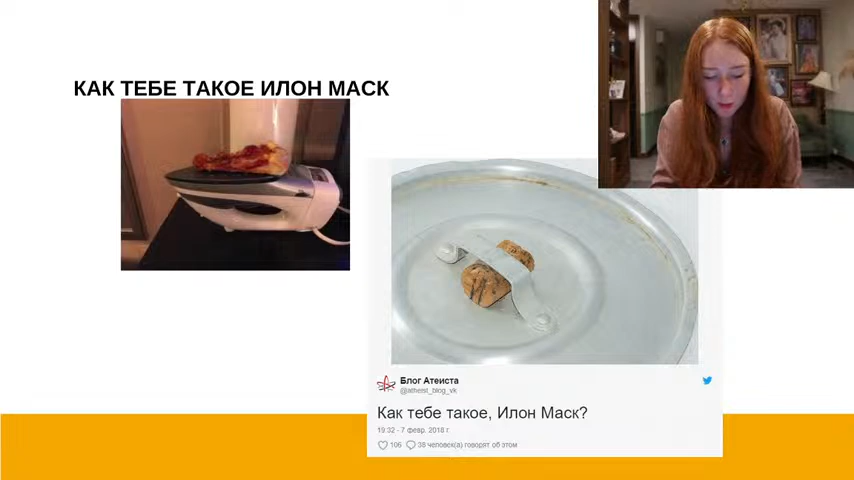 КАК ТЕБЕ ТАКОЕ ИЛОН МАСК
Блог Атеиста
@atheist_blog_vk
Как тебе такое, Илон Маск?
19:32 - 7 февр. 2018 г.
106 38 человек(а) говорят об этом